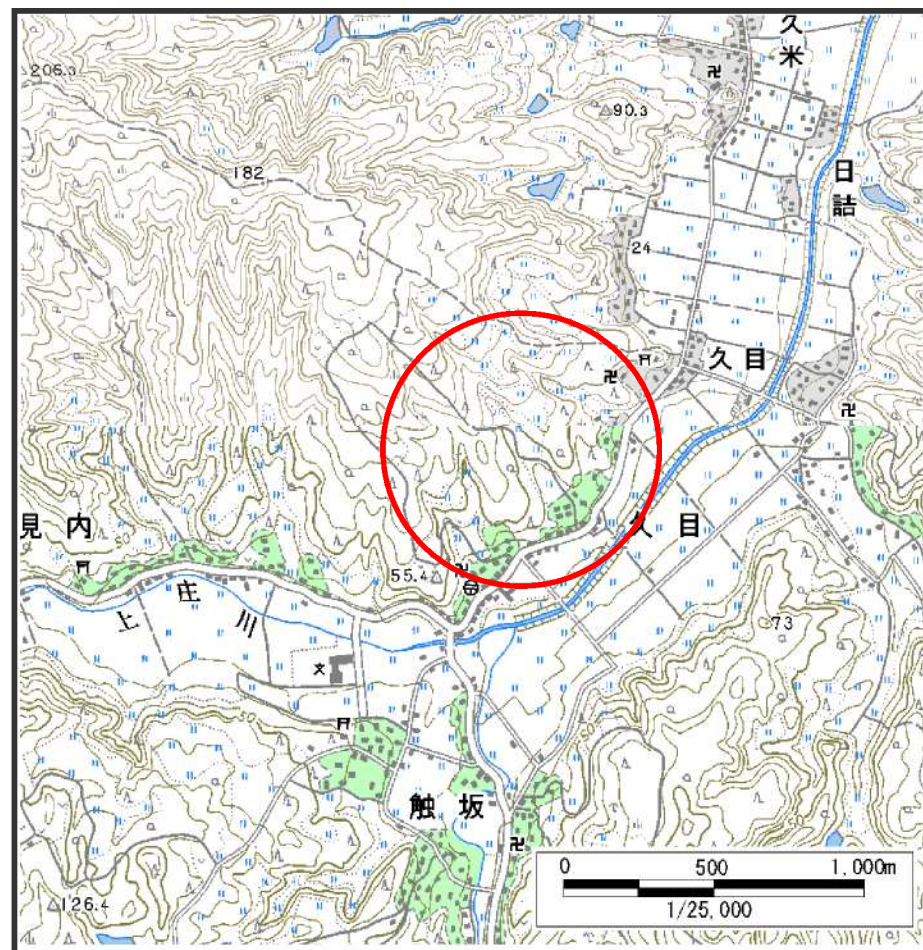 久米
206.3
90.3
182
日詰
24
久目
見内
久目
55.4
上庄川
73
触坂
0 500 1,000m
1/25,000
126.4